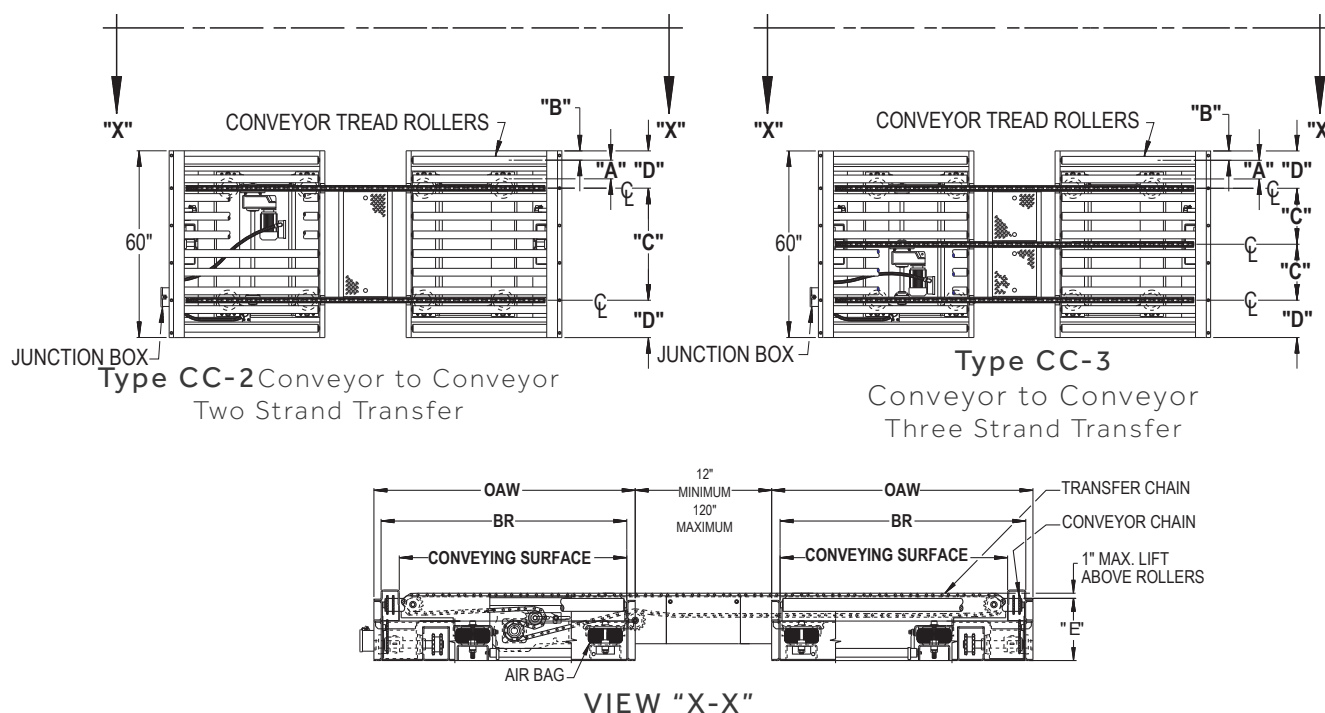 "X"
"X"
CONVEYOR TREAD ROLLERS
"B"
"A"
"D"
60"
℄
"C"
℄
"D"
JUNCTION BOX
Type CC-2 Conveyor to Conveyor
Two Strand Transfer
"X"
"X
CONVEYOR TREAD ROLLERS
"B"
"A"
"D"
60"
℄
"C"
℄
"C"
℄
"D"
JUNCTION BOX
Type CC-3
Conveyor to Conveyor
Three Strand Transfer
OAW
12"
MINIMUM
120"
MAXIMUM
OAW
BR
BR
CONVEYING SURFACE
CONVEYING SURFACE
TRANSFER CHAIN
CONVEYOR CHAIN
1" MAX. LIFT
ABOVE ROLLERS
"E"
AIR BAG
VIEW “X-X”